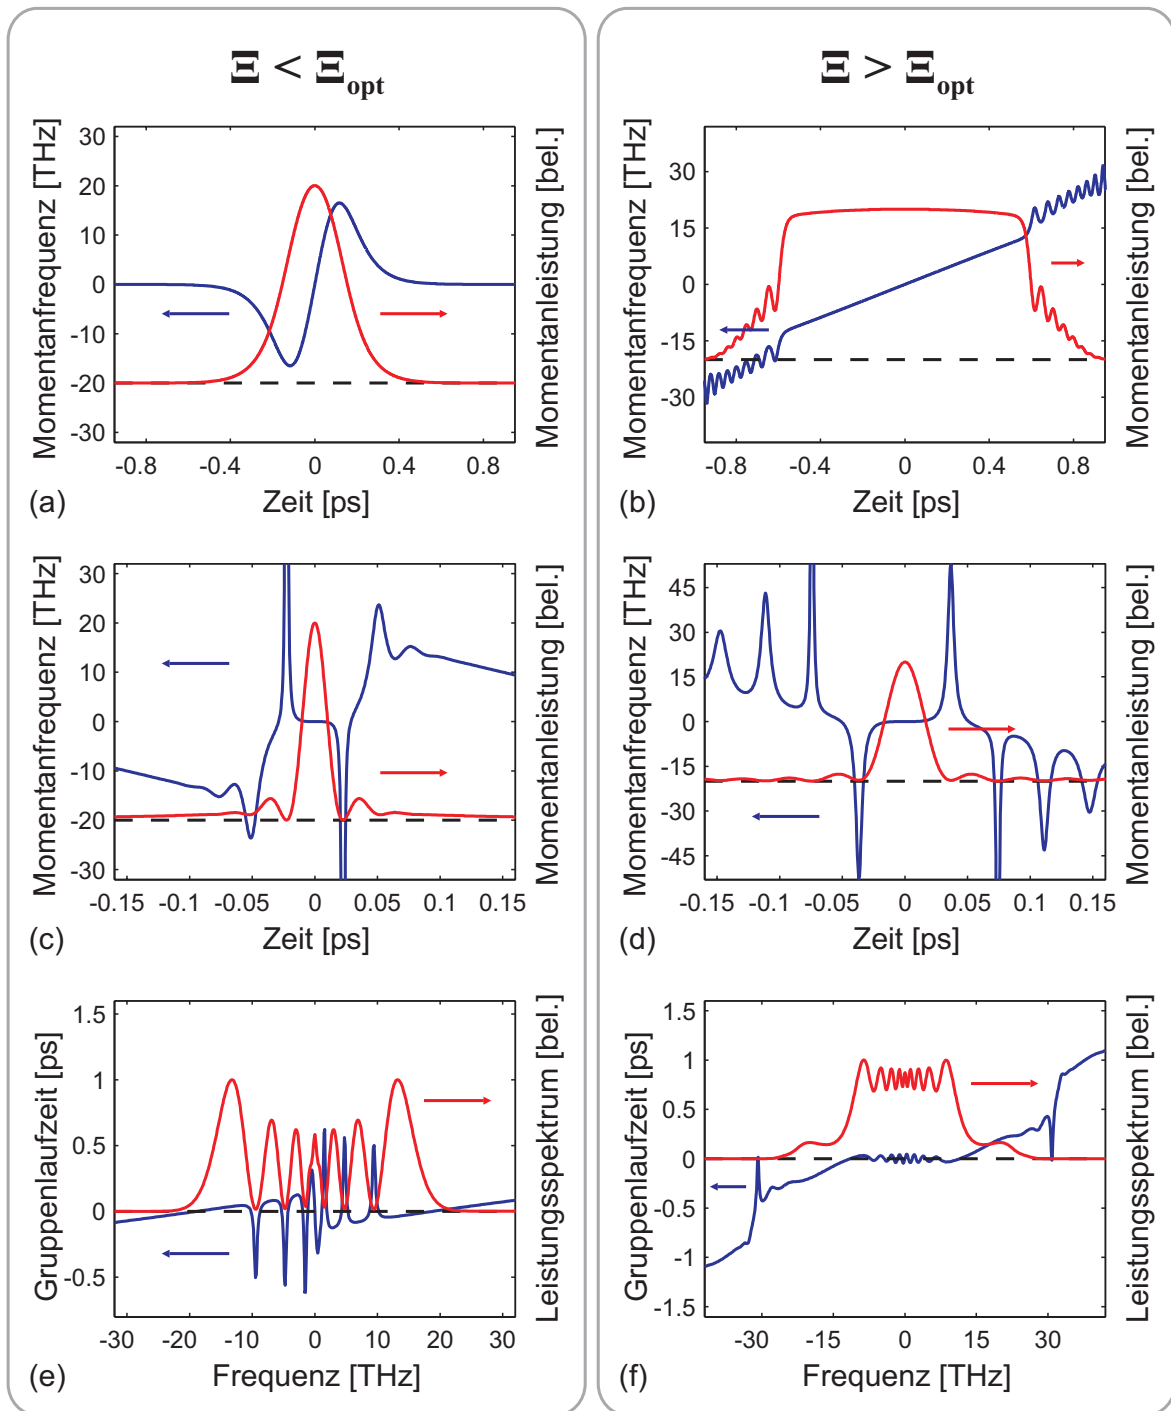 Ξ < Ξopt
Ξ > Ξopt
Momentanfrequenz [THz]
30
20
10
0
-10
-20
-30
-0.8
-0.4
0
0.4
0.8
Zeit [ps]
Momentanleistung [bel.]
(a)
Momentanfrequenz [THz]
30
15
0
-15
-30
-0.8
-0.4
0
0.4
0.8
Zeit [ps]
Momentanleistung [bel.]
(b)
Momentanfrequenz [THz]
30
20
10
0
-10
-20
-30
-0.15
-0.1
-0.05
0
0.05
0.1
0.15
Zeit [ps]
Momentanleistung [bel.]
(c)
Momentanfrequenz [THz]
45
30
15
0
-15
-30
-45
-0.15
-0.1
-0.05
0
0.05
0.1
0.15
Zeit [ps]
Momentanleistung [bel.]
(d)
Gruppenlaufzeit [ps]
1.5
1
0.5
0
-0.5
-30
-20
-10
0
10
20
30
Frequenz [THz]
Leistungsspektrum [bel.]
(e)
Gruppenlaufzeit [ps]
1.5
1
0.5
0
-0.5
-1
-1.5
-30
-15
0
15
30
Frequenz [THz]
Leistungsspektrum [bel.]
(f)